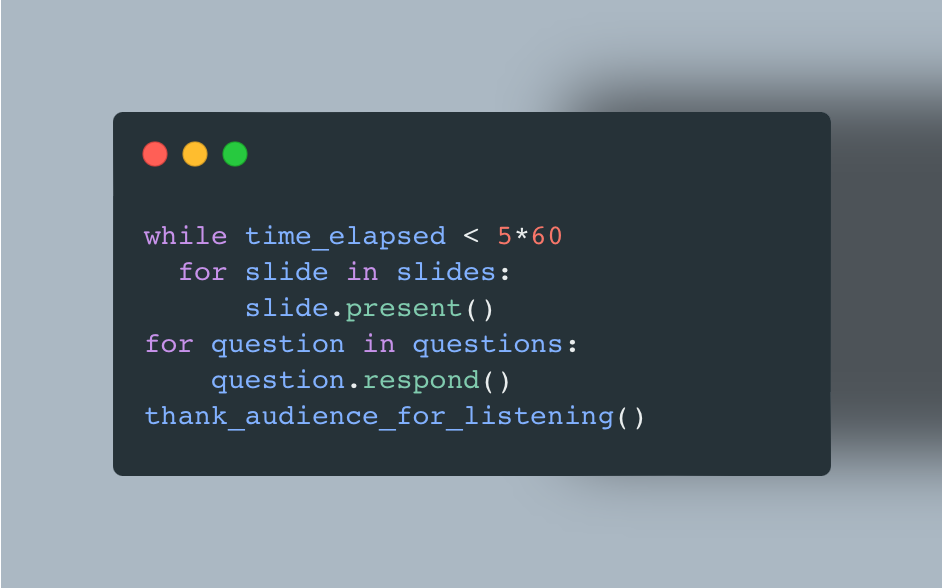 while time_elapsed < 5*60
  for slide in slides:
      slide.present()
for question in questions:
    question.respond()
thank_audience_for_listening()